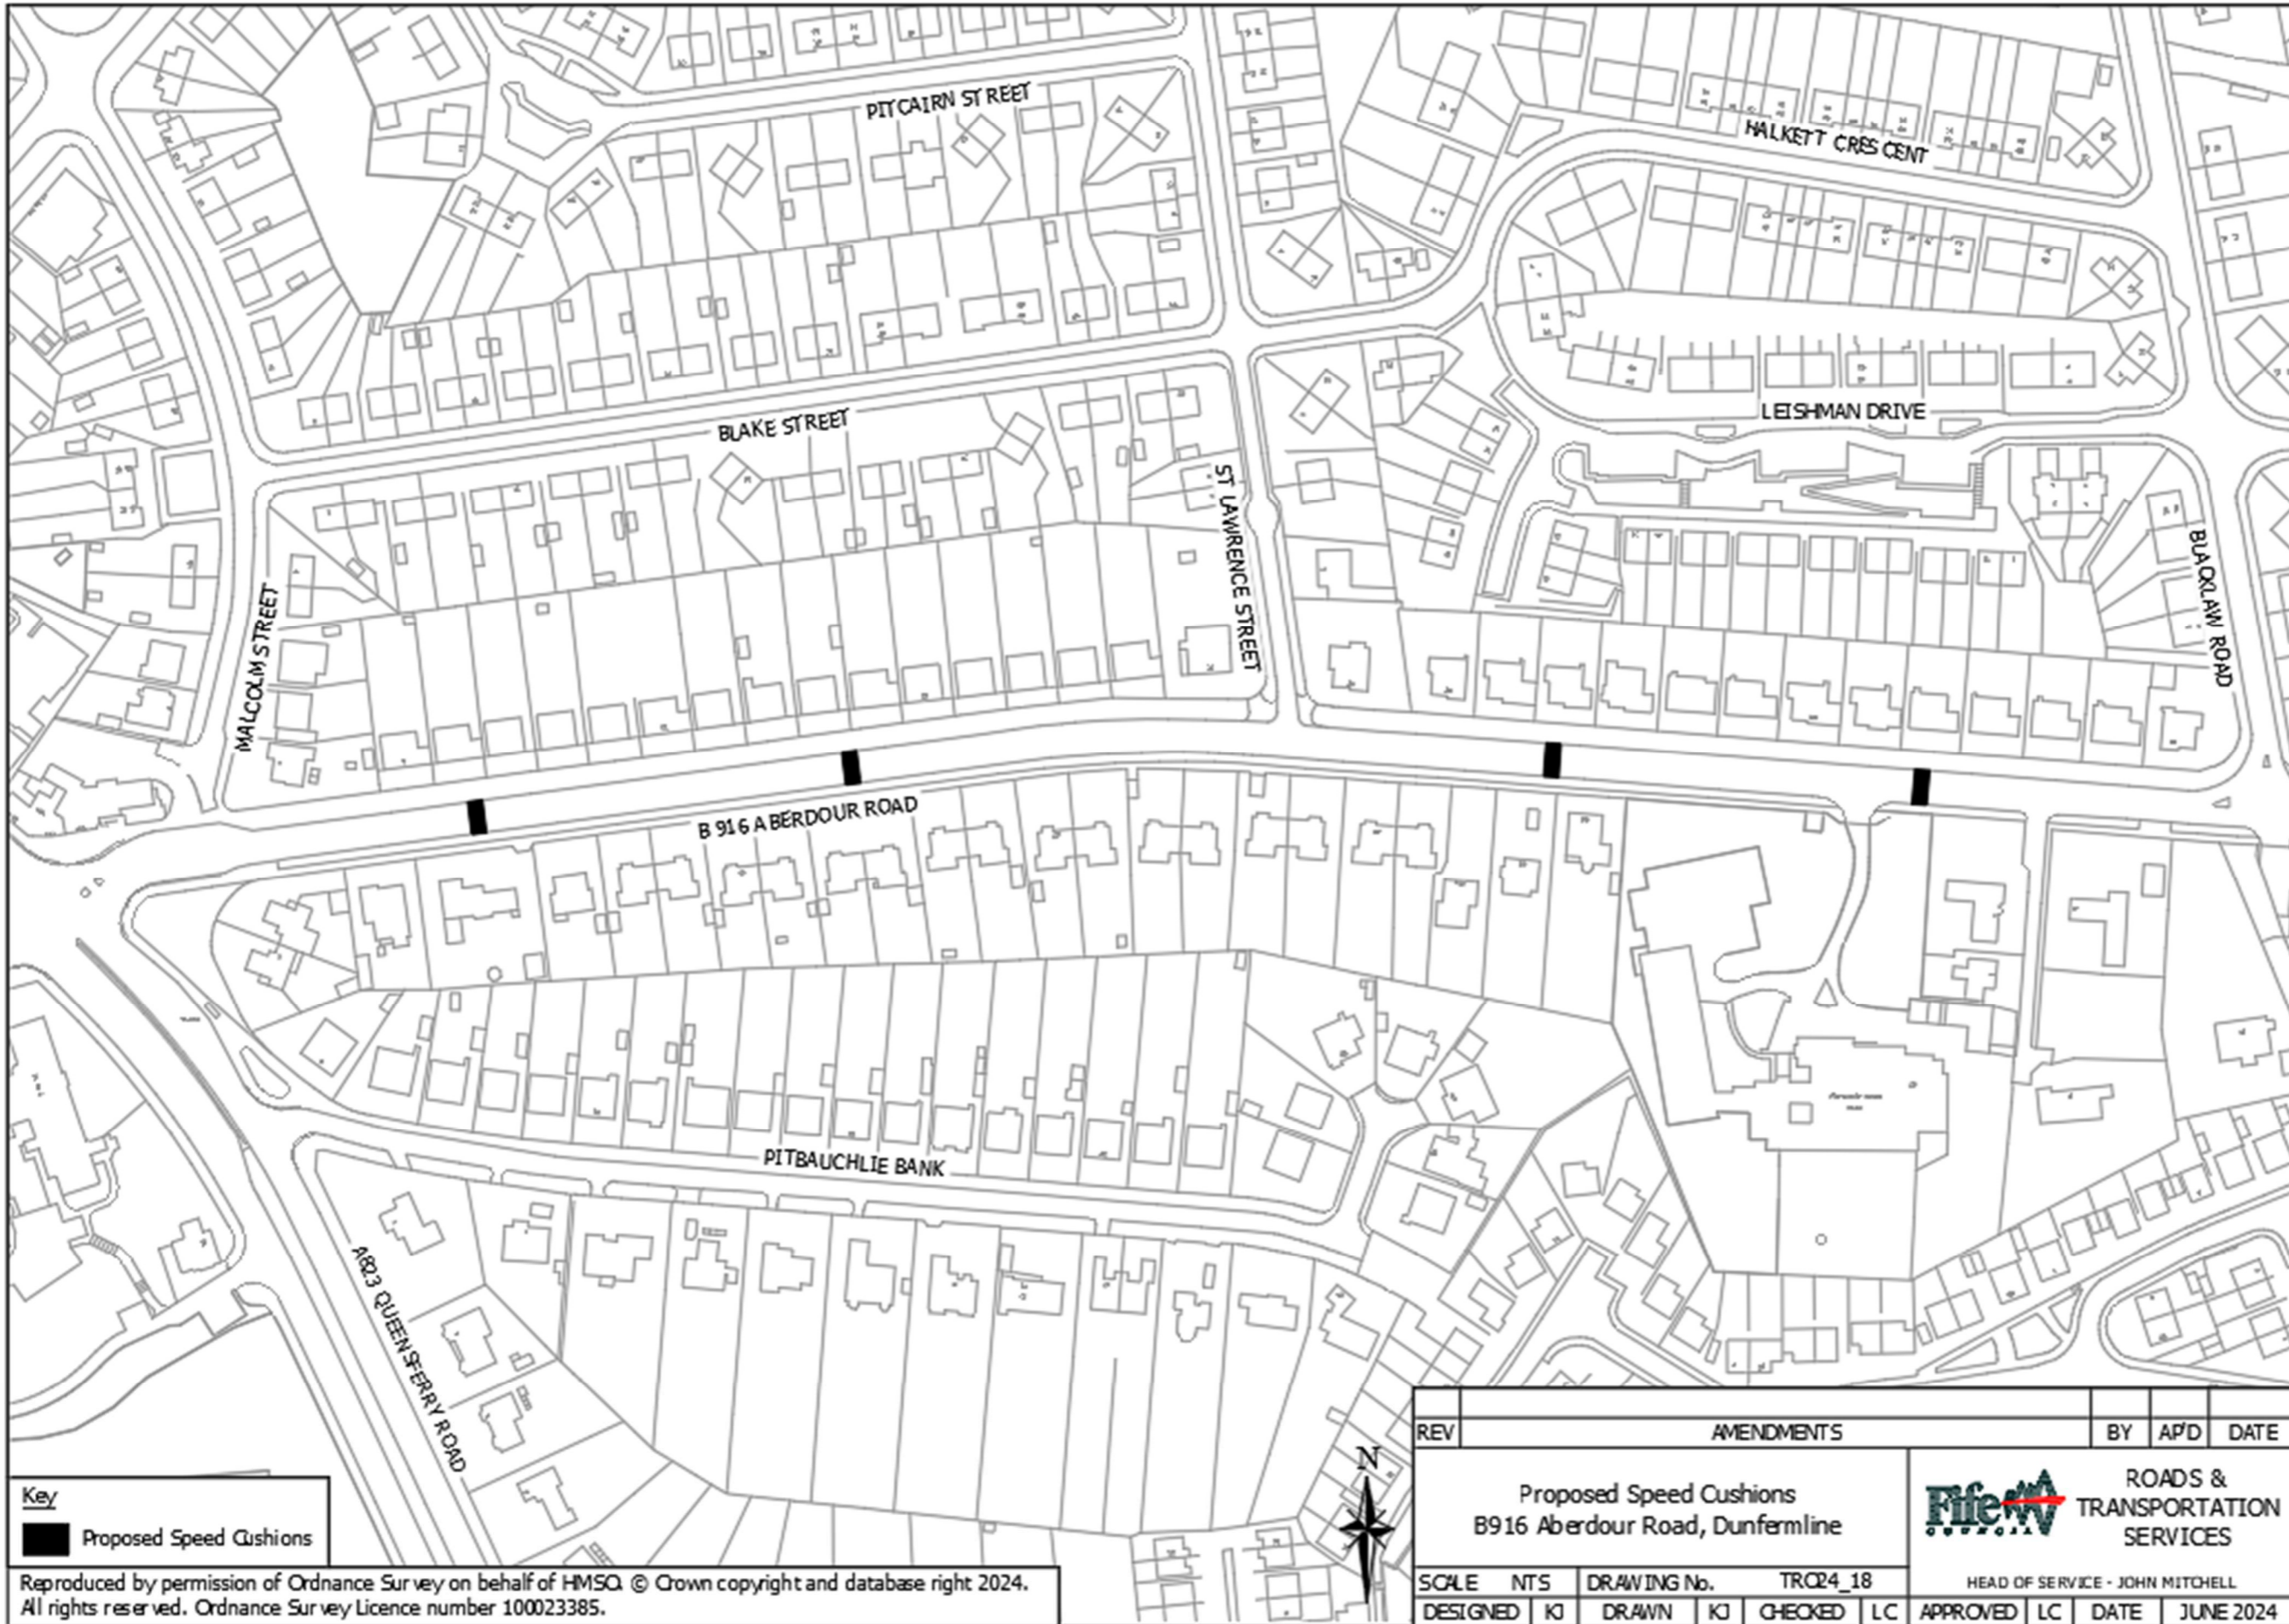 PITCAIRN STREET
HALKETT CRESCENT
BLAKE STREET
LEISHMAN DRIVE
ST LAWRENCE STREET
BLACKLAW ROAD
MALCOLM STREET
B 916 ABERDOUR ROAD
PITBAUCHLIE BANK
A823 QUEENSFERRY ROAD
N
Key
Proposed Speed Cushions
Reproduced by permission of Ordnance Survey on behalf of HMSO. © Crown copyright and database right 2024.
All rights reserved. Ordnance Survey Licence number 100023385.
REV AMENDMENTS BY AP'D DATE
Proposed Speed Cushions
B916 Aberdour Road, Dunfermline
Fife
COUNCIL
ROADS &
TRANSPORTATION
SERVICES
HEAD OF SERVICE - JOHN MITCHELL
SCALE NTS DRAWING No. TRO24_18
DESIGNED KJ DRAWN KJ CHECKED LC APPROVED LC DATE JUNE 2024